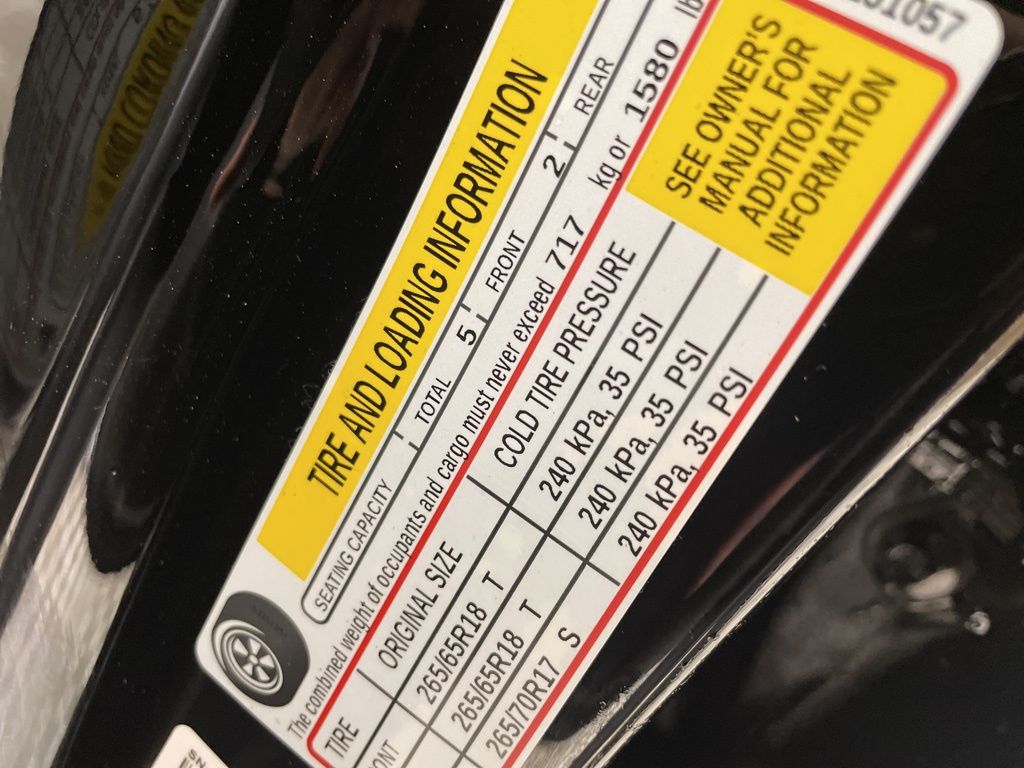 TIRE AND LOADING INFORMATION
SEATING CAPACITY TOTAL 5 FRONT 2 REAR
The combined weight of occupants and cargo must never exceed 717 kg or 1580 lb
TIRE ORIGINAL SIZE COLD TIRE PRESSURE
265/65R18 T 240 kPa, 35 PSI
265/65R18 T 240 kPa, 35 PSI
265/70R17 S 240 kPa, 35 PSI
SEE OWNER'S
MANUAL FOR
ADDITIONAL
INFORMATION